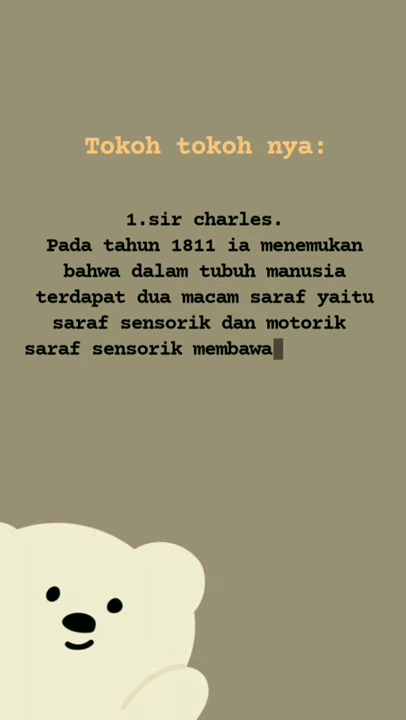 Tokoh tokoh nya:
1.sir charles.
Pada tahun 1811 ia menemukan
bahwa dalam tubuh manusia
terdapat dua macam saraf yaitu
saraf sensorik dan motorik
saraf sensorik membawa